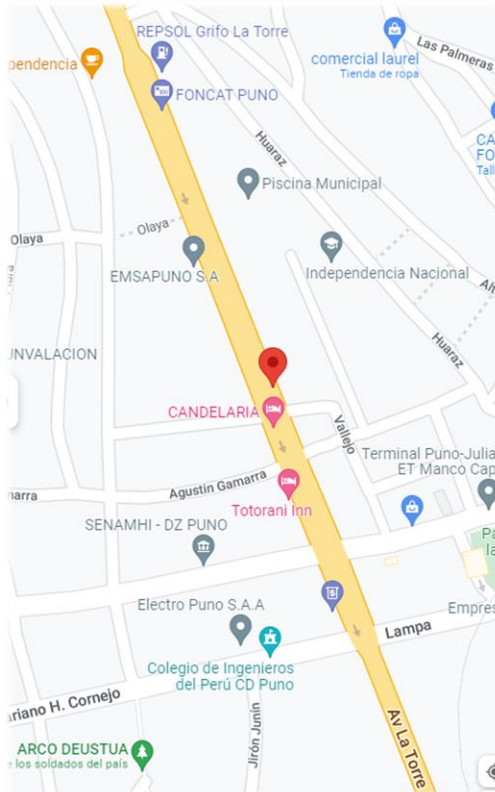 REPSOL Grifo La Torre
Las Palmeras
comercial laurel
Tienda de ropa
pendencia
FONCAT PUNO
CA
FO
Tall
Huaraz
Piscina Municipal
Olaya
Olaya
EMSAPUNO S.A
Independencia Nacional
Alt
Huaraz
UNVALACION
CANDELARIA
Vallejo
Terminal Puno-Julia
ET Manco Cap
Agustin Gamarra
marra
Totorani Inn
SENAMHI - DZ PUNO
Pa
la
Electro Puno S.A.A
Empres
Lampa
Colegio de Ingenieros
del Perú CD Puno
ariano H. Cornejo
Jirón Junín
Av La Torre
ARCO DEUSTUA
e los soldados del país